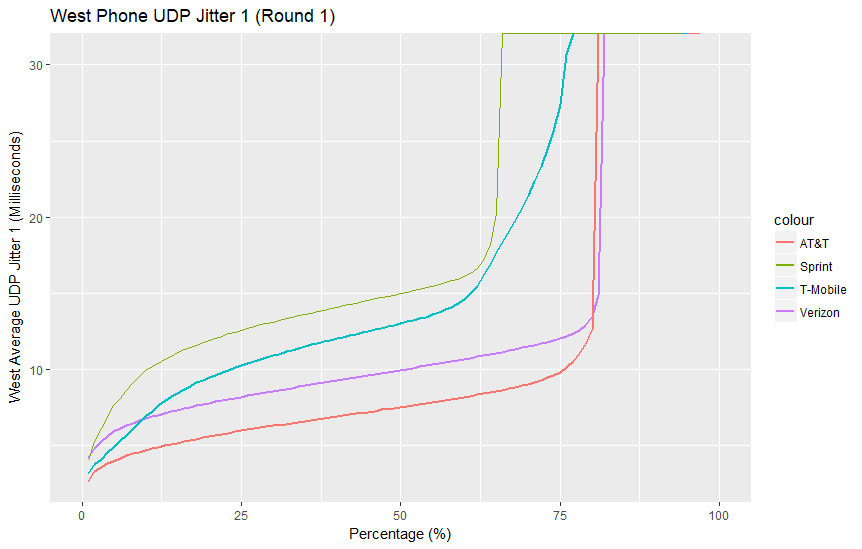 West Phone UDP Jitter 1 (Round 1)
West Average UDP Jitter 1 (Milliseconds)
30
20
10
0
25
50
75
100
Percentage (%)
colour
AT&T
Sprint
T-Mobile
Verizon